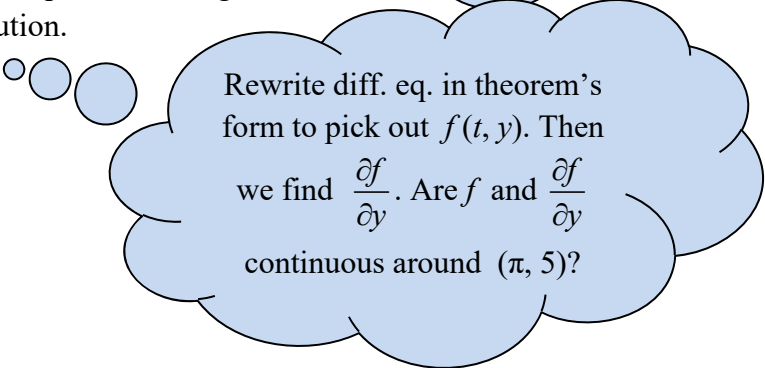 ution.
Rewrite diff. eq. in theorem's
form to pick out f (t, y). Then
we find ∂f/∂y. Are f and ∂f/∂y
continuous around (π, 5)?